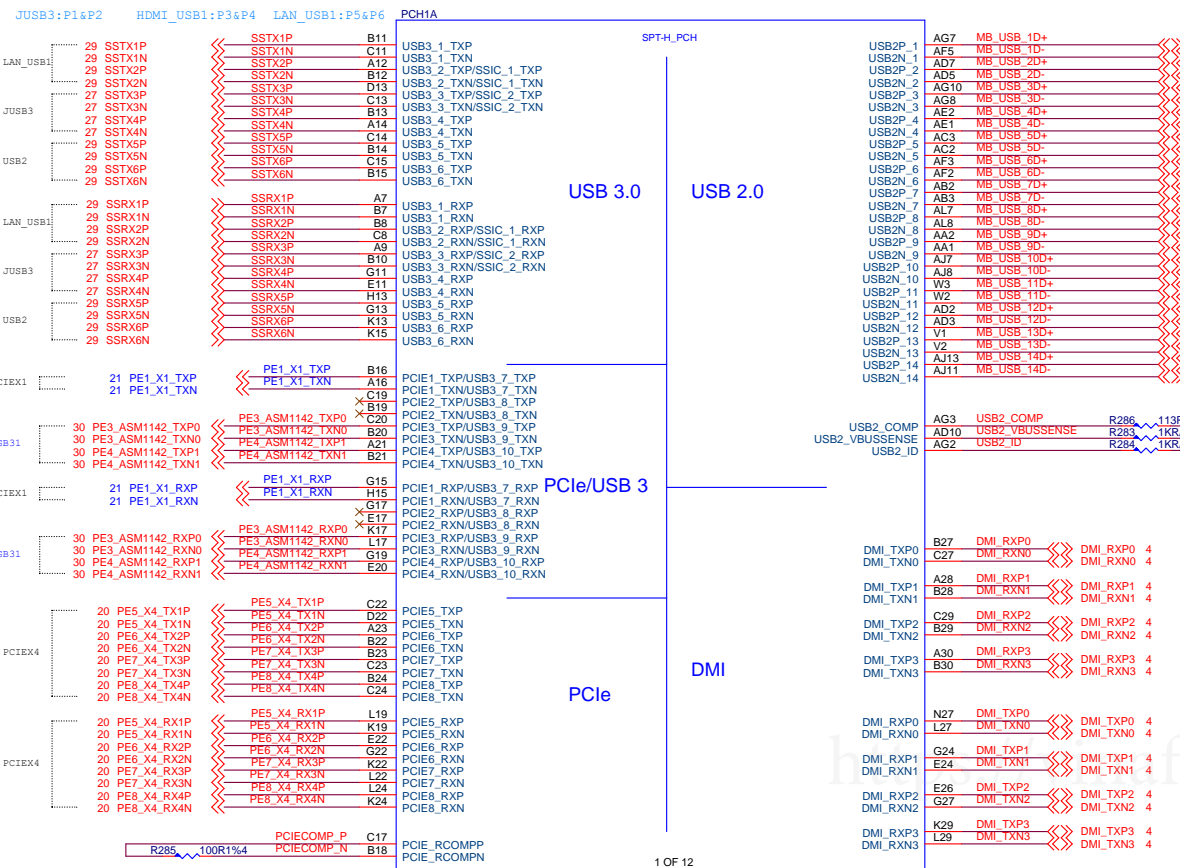 JUSB3:P1&P2 HDMI_USB1:P3&P4 LAN_USB1:P5&P6 PCH1A
SPT-H_PCH
LAN_USB1
29 SSTX1P SSTX1P B11 USB3_1_TXP
29 SSTX1N SSTX1N C11 USB3_1_TXN
29 SSTX2P SSTX2P A12 USB3_2_TXP/SSIC_1_TXP
29 SSTX2N SSTX2N B12 USB3_2_TXN/SSIC_1_TXN
JUSB3
27 SSTX3P SSTX3P D13 USB3_3_TXP/SSIC_2_TXP
27 SSTX3N SSTX3N C13 USB3_3_TXN/SSIC_2_TXN
27 SSTX4P SSTX4P B13 USB3_4_TXP
27 SSTX4N SSTX4N A14 USB3_4_TXN
USB2
29 SSTX5P SSTX5P C14 USB3_5_TXP
29 SSTX5N SSTX5N B14 USB3_5_TXN
29 SSTX6P SSTX6P C15 USB3_6_TXP
29 SSTX6N SSTX6N B15 USB3_6_TXN
LAN_USB1
29 SSRX1P SSRX1P A7 USB3_1_RXP
29 SSRX1N SSRX1N B7 USB3_1_RXN
29 SSRX2P SSRX2P B8 USB3_2_RXP/SSIC_1_RXP
29 SSRX2N SSRX2N C8 USB3_2_RXN/SSIC_1_RXN
JUSB3
27 SSRX3P SSRX3P A9 USB3_3_RXP/SSIC_2_RXP
27 SSRX3N SSRX3N B10 USB3_3_RXN/SSIC_2_RXN
27 SSRX4P SSRX4P G11 USB3_4_RXP
27 SSRX4N SSRX4N E11 USB3_4_RXN
USB2
29 SSRX5P SSRX5P H13 USB3_5_RXP
29 SSRX5N SSRX5N G13 USB3_5_RXN
29 SSRX6P SSRX6P K13 USB3_6_RXP
29 SSRX6N SSRX6N K15 USB3_6_RXN
CIEX1
21 PE1_X1_TXP PE1_X1_TXP B16 PCIE1_TXP/USB3_7_TXP
21 PE1_X1_TXN PE1_X1_TXN A16 PCIE1_TXN/USB3_7_TXN
C19 PCIE2_TXP/USB3_8_TXP
B19 PCIE2_TXN/USB3_8_TXN
SB31
30 PE3_ASM1142_TXP0 PE3_ASM1142_TXP0 C20 PCIE3_TXP/USB3_9_TXP
30 PE3_ASM1142_TXN0 PE3_ASM1142_TXN0 B20 PCIE3_TXN/USB3_9_TXN
30 PE4_ASM1142_TXP1 PE4_ASM1142_TXP1 A21 PCIE4_TXP/USB3_10_TXP
30 PE4_ASM1142_TXN1 PE4_ASM1142_TXN1 B21 PCIE4_TXN/USB3_10_TXN
CIEX1
21 PE1_X1_RXP PE1_X1_RXP G15 PCIE1_RXP/USB3_7_RXP
21 PE1_X1_RXN PE1_X1_RXN H15 PCIE1_RXN/USB3_7_RXN
G17 PCIE2_RXP/USB3_8_RXP
E17 PCIE2_RXN/USB3_8_RXN
SB31
30 PE3_ASM1142_RXP0 PE3_ASM1142_RXP0 K17 PCIE3_RXP/USB3_9_RXP
30 PE3_ASM1142_RXN0 PE3_ASM1142_RXN0 L17 PCIE3_RXN/USB3_9_RXN
30 PE4_ASM1142_RXP1 PE4_ASM1142_RXP1 G19 PCIE4_RXP/USB3_10_RXP
30 PE4_ASM1142_RXN1 PE4_ASM1142_RXN1 E20 PCIE4_RXN/USB3_10_RXN
PCIEX4
20 PE5_X4_TX1P PE5_X4_TX1P C22 PCIE5_TXP
20 PE5_X4_TX1N PE5_X4_TX1N D22 PCIE5_TXN
20 PE6_X4_TX2P PE6_X4_TX2P A23 PCIE6_TXP
20 PE6_X4_TX2N PE6_X4_TX2N B22 PCIE6_TXN
20 PE7_X4_TX3P PE7_X4_TX3P B23 PCIE7_TXP
20 PE7_X4_TX3N PE7_X4_TX3N C23 PCIE7_TXN
20 PE8_X4_TX4P PE8_X4_TX4P B24 PCIE8_TXP
20 PE8_X4_TX4N PE8_X4_TX4N C24 PCIE8_TXN
PCIEX4
20 PE5_X4_RX1P PE5_X4_RX1P L19 PCIE5_RXP
20 PE5_X4_RX1N PE5_X4_RX1N K19 PCIE5_RXN
20 PE6_X4_RX2P PE6_X4_RX2P E22 PCIE6_RXP
20 PE6_X4_RX2N PE6_X4_RX2N G22 PCIE6_RXN
20 PE7_X4_RX3P PE7_X4_RX3P K22 PCIE7_RXP
20 PE7_X4_RX3N PE7_X4_RX3N L22 PCIE7_RXN
20 PE8_X4_RX4P PE8_X4_RX4P L24 PCIE8_RXP
20 PE8_X4_RX4N PE8_X4_RX4N K24 PCIE8_RXN
PCIECOMP_P C17 PCIE_RCOMPP
R285 100R1%4 PCIECOMP_N B18 PCIE_RCOMPN
USB 3.0 USB 2.0
PCIe/USB 3
PCIe DMI
USB2P_1 AG7 MB_USB_1D+
USB2N_1 AF5 MB_USB_1D-
USB2P_2 AD7 MB_USB_2D+
USB2N_2 AD5 MB_USB_2D-
USB2P_3 AG10 MB_USB_3D+
USB2N_3 AG8 MB_USB_3D-
USB2P_4 AE2 MB_USB_4D+
USB2N_4 AE1 MB_USB_4D-
USB2P_5 AC3 MB_USB_5D+
USB2N_5 AC2 MB_USB_5D-
USB2P_6 AF3 MB_USB_6D+
USB2N_6 AF2 MB_USB_6D-
USB2P_7 AB2 MB_USB_7D+
USB2N_7 AB3 MB_USB_7D-
USB2P_8 AL7 MB_USB_8D+
USB2N_8 AL8 MB_USB_8D-
USB2P_9 AA2 MB_USB_9D+
USB2N_9 AA1 MB_USB_9D-
USB2P_10 AJ7 MB_USB_10D+
USB2N_10 AJ8 MB_USB_10D-
USB2P_11 W3 MB_USB_11D+
USB2N_11 W2 MB_USB_11D-
USB2P_12 AD2 MB_USB_12D+
USB2N_12 AD3 MB_USB_12D-
USB2P_13 V1 MB_USB_13D+
USB2N_13 V2 MB_USB_13D-
USB2P_14 AJ13 MB_USB_14D+
USB2N_14 AJ11 MB_USB_14D-
USB2_COMP AG3 USB2_COMP R286 113R
USB2_VBUSSENSE AD10 USB2_VBUSSENSE R283 1KR
USB2_ID AG2 USB2_ID R284 1KR
DMI_TXP0 B27 DMI_RXP0 DMI_RXP0 4
DMI_TXN0 C27 DMI_RXN0 DMI_RXN0 4
DMI_TXP1 A28 DMI_RXP1 DMI_RXP1 4
DMI_TXN1 B28 DMI_RXN1 DMI_RXN1 4
DMI_TXP2 C29 DMI_RXP2 DMI_RXP2 4
DMI_TXN2 B29 DMI_RXN2 DMI_RXN2 4
DMI_TXP3 A30 DMI_RXP3 DMI_RXP3 4
DMI_TXN3 B30 DMI_RXN3 DMI_RXN3 4
DMI_RXP0 N27 DMI_TXP0 DMI_TXP0 4
DMI_RXN0 L27 DMI_TXN0 DMI_TXN0 4
DMI_RXP1 G24 DMI_TXP1 DMI_TXP1 4
DMI_RXN1 E24 DMI_TXN1 DMI_TXN1 4
DMI_RXP2 E26 DMI_TXP2 DMI_TXP2 4
DMI_RXN2 G27 DMI_TXN2 DMI_TXN2 4
DMI_RXP3 K29 DMI_TXP3 DMI_TXP3 4
DMI_RXN3 L29 DMI_TXN3 DMI_TXN3 4
1 OF 12